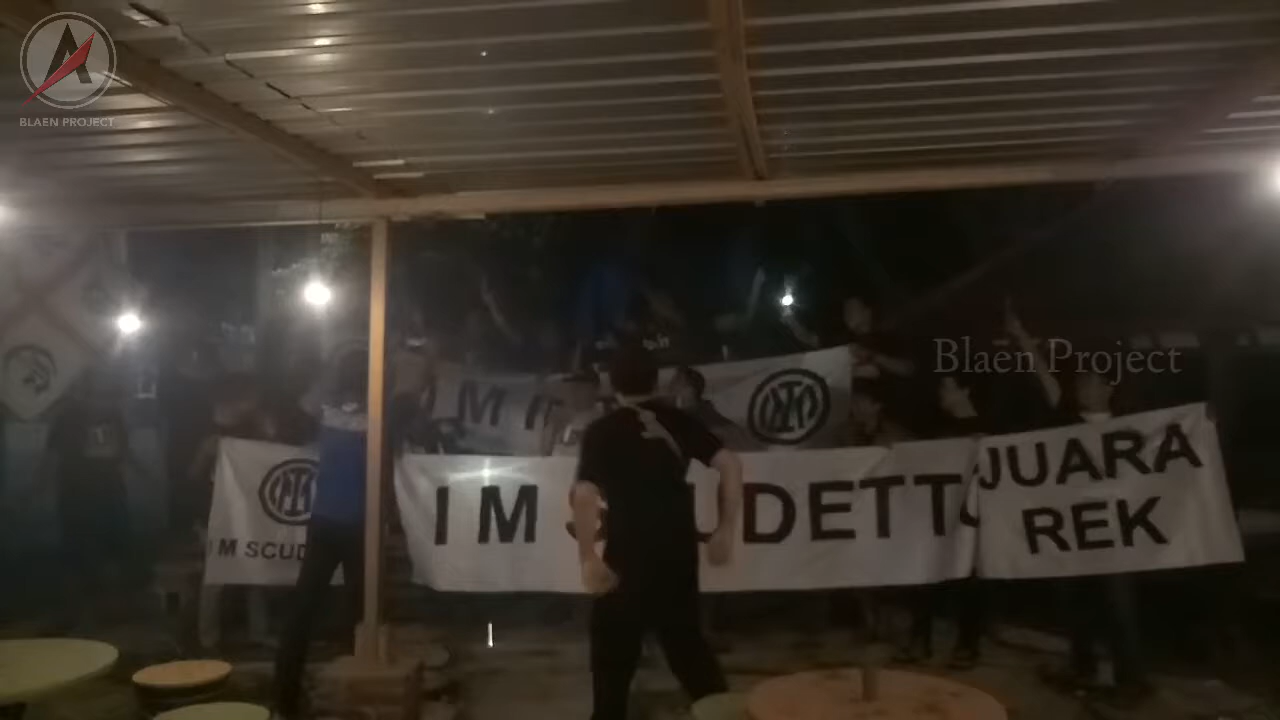 BLAEN PROJECT
Blaen Project
I M
I M SCUD
I M UDETT
JUARA
REK